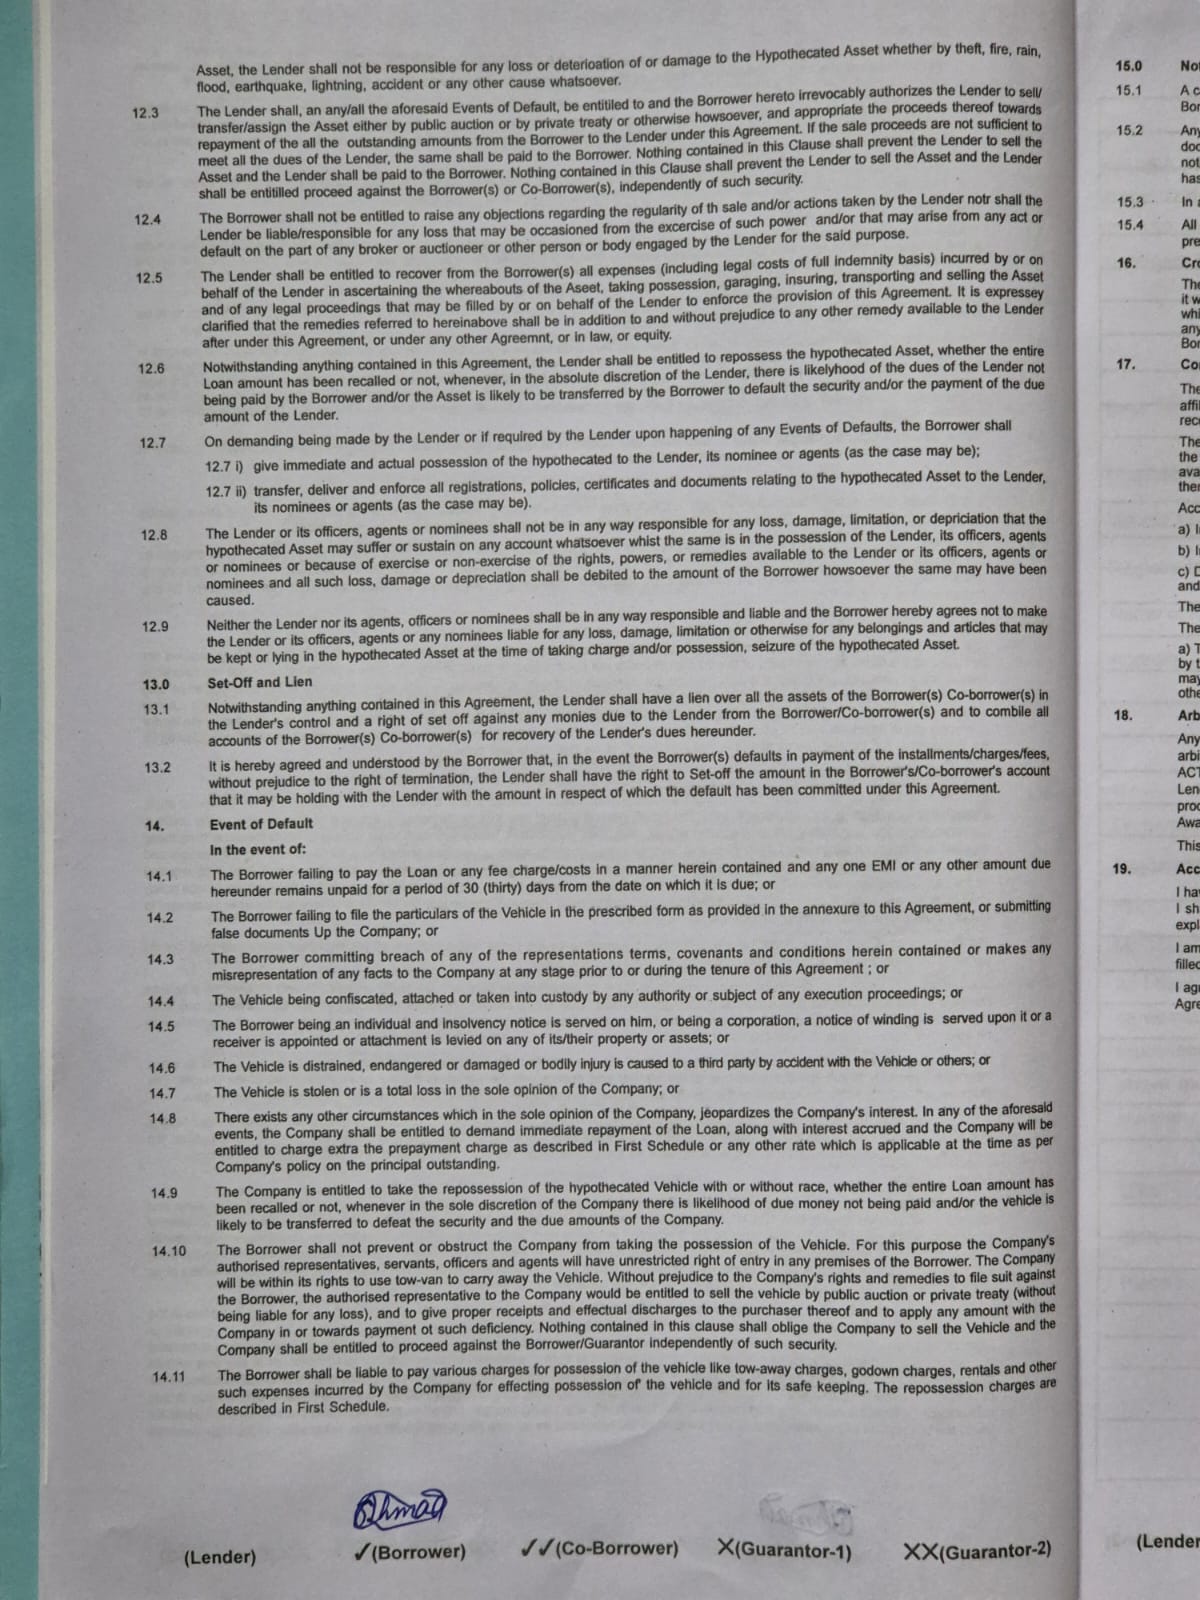 Asset, the Lender shall not be responsible for any loss or deterioation of or damage to the Hypothecated Asset whether by theft, fire, rain,
flood, earthquake, lightning, accident or any other cause whatsoever.
12.3 The Lender shall, an any/all the aforesaid Events of Default, be entitiled to and the Borrower hereto irrevocably authorizes the Lender to sell/
transfer/assign the Asset either by public auction or by private treaty or otherwise howsoever, and appropriate the proceeds thereof towards
repayment of the all the outstanding amounts from the Borrower to the Lender under this Agreement. If the sale proceeds are not sufficient to
meet all the dues of the Lender, the same shall be paid to the Borrower. Nothing contained in this Clause shall prevent the Lender to sell the
Asset and the Lender shall be paid to the Borrower. Nothing contained in this Clause shall prevent the Lender to sell the Asset and the Lender
shall be entitilled proceed against the Borrower(s) or Co-Borrower(s), independently of such security.
12.4 The Borrower shall not be entitled to raise any objections regarding the regularity of th sale and/or actions taken by the Lender notr shall the
Lender be liable/responsible for any loss that may be occasioned from the excercise of such power and/or that may arise from any act or
default on the part of any broker or auctioneer or other person or body engaged by the Lender for the said purpose.
12.5 The Lender shall be entitled to recover from the Borrower(s) all expenses (including legal costs of full indemnity basis) incurred by or on
behalf of the Lender in ascertaining the whereabouts of the Aseet, taking possession, garaging, insuring, transporting and selling the Asset
and of any legal proceedings that may be filled by or on behalf of the Lender to enforce the provision of this Agreement. It is expressey
clarified that the remedies referred to hereinabove shall be in addition to and without prejudice to any other remedy available to the Lender
after under this Agreement, or under any other Agreemnt, or in law, or equity.
12.6 Notwithstanding anything contained in this Agreement, the Lender shall be entitled to repossess the hypothecated Asset, whether the entire
Loan amount has been recalled or not, whenever, in the absolute discretion of the Lender, there is likelyhood of the dues of the Lender not
being paid by the Borrower and/or the Asset is likely to be transferred by the Borrower to default the security and/or the payment of the due
amount of the Lender.
12.7 On demanding being made by the Lender or if required by the Lender upon happening of any Events of Defaults, the Borrower shall
12.7 i) give immediate and actual possession of the hypothecated to the Lender, its nominee or agents (as the case may be);
12.7 ii) transfer, deliver and enforce all registrations, policies, certificates and documents relating to the hypothecated Asset to the Lender,
its nominees or agents (as the case may be).
12.8 The Lender or its officers, agents or nominees shall not be in any way responsible for any loss, damage, limitation, or depriciation that the
hypothecated Asset may suffer or sustain on any account whatsoever whist the same is in the possession of the Lender, its officers, agents
or nominees or because of exercise or non-exercise of the rights, powers, or remedies available to the Lender or its officers, agents or
nominees and all such loss, damage or depreciation shall be debited to the amount of the Borrower howsoever the same may have been
caused.
12.9 Neither the Lender nor its agents, officers or nominees shall be in any way responsible and liable and the Borrower hereby agrees not to make
the Lender or its officers, agents or any nominees liable for any loss, damage, limitation or otherwise for any belongings and articles that may
be kept or lying in the hypothecated Asset at the time of taking charge and/or possession, seizure of the hypothecated Asset.
13.0 Set-Off and Lien
13.1 Notwithstanding anything contained in this Agreement, the Lender shall have a lien over all the assets of the Borrower(s) Co-borrower(s) in
the Lender's control and a right of set off against any monies due to the Lender from the Borrower/Co-borrower(s) and to combile all
accounts of the Borrower(s) Co-borrower(s) for recovery of the Lender's dues hereunder.
13.2 It is hereby agreed and understood by the Borrower that, in the event the Borrower(s) defaults in payment of the installments/charges/fees,
without prejudice to the right of termination, the Lender shall have the right to Set-off the amount in the Borrower's/Co-borrower's account
that it may be holding with the Lender with the amount in respect of which the default has been committed under this Agreement.
14. Event of Default
In the event of:
14.1 The Borrower failing to pay the Loan or any fee charge/costs in a manner herein contained and any one EMI or any other amount due
hereunder remains unpaid for a period of 30 (thirty) days from the date on which it is due; or
14.2 The Borrower failing to file the particulars of the Vehicle in the prescribed form as provided in the annexure to this Agreement, or submitting
false documents Up the Company; or
14.3 The Borrower committing breach of any of the representations terms, covenants and conditions herein contained or makes any
misrepresentation of any facts to the Company at any stage prior to or during the tenure of this Agreement ; or
14.4 The Vehicle being confiscated, attached or taken into custody by any authority or subject of any execution proceedings; or
14.5 The Borrower being an individual and insolvency notice is served on him, or being a corporation, a notice of winding is served upon it or a
receiver is appointed or attachment is levied on any of its/their property or assets; or
14.6 The Vehicle is distrained, endangered or damaged or bodily injury is caused to a third party by accident with the Vehicle or others; or
14.7 The Vehicle is stolen or is a total loss in the sole opinion of the Company; or
14.8 There exists any other circumstances which in the sole opinion of the Company, jeopardizes the Company's interest. In any of the aforesaid
events, the Company shall be entitled to demand immediate repayment of the Loan, along with interest accrued and the Company will be
entitled to charge extra the prepayment charge as described in First Schedule or any other rate which is applicable at the time as per
Company's policy on the principal outstanding.
14.9 The Company is entitled to take the repossession of the hypothecated Vehicle with or without race, whether the entire Loan amount has
been recalled or not, whenever in the sole discretion of the Company there is likelihood of due money not being paid and/or the vehicle is
likely to be transferred to defeat the security and the due amounts of the Company.
14.10 The Borrower shall not prevent or obstruct the Company from taking the possession of the Vehicle. For this purpose the Company's
authorised representatives, servants, officers and agents will have unrestricted right of entry in any premises of the Borrower. The Company
will be within its rights to use tow-van to carry away the Vehicle. Without prejudice to the Company's rights and remedies to file suit against
the Borrower, the authorised representative to the Company would be entitled to sell the vehicle by public auction or private treaty (without
being liable for any loss), and to give proper receipts and effectual discharges to the purchaser thereof and to apply any amount with the
Company in or towards payment ot such deficiency. Nothing contained in this clause shall oblige the Company to sell the Vehicle and the
Company shall be entitled to proceed against the Borrower/Guarantor independently of such security.
14.11 The Borrower shall be liable to pay various charges for possession of the vehicle like tow-away charges, godown charges, rentals and other
such expenses incurred by the Company for effecting possession of the vehicle and for its safe keeping. The repossession charges are
described in First Schedule.
(Lender) ✓(Borrower) ✓✓(Co-Borrower) ✕(Guarantor-1) ✕✕(Guarantor-2)
15.0
15.1
15.2
15.3
15.4
16.
17.
18.
19.
(Lender